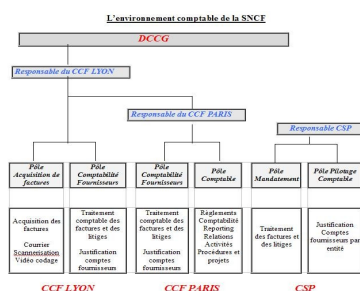 L'environnement comptable de la SNCF
DCCG
Responsable du CCF LYON
Responsable du CCF PARIS
Responsable CSP
Pôle
Acquisition de
factures
Pôle
Comptabilité
Fournisseurs
Pôle
Comptabilité
Fournisseurs
Pôle
Comptable
Pôle
Mandatement
Pôle Pilotage
Comptable
Acquisition des
factures
Courrier
Scannerisation
Vidéo codage
Traitement
comptable des
factures et des
litiges
Justification
comptes
fournisseurs
Traitement
comptable des
factures et des
litiges
Justification
comptes
fournisseurs
Règlements
Comptabilité
Reporting
Relations
Activités
Procédures et
projets
Traitement
des factures et
des litiges
Justification
Comptes
fournisseurs par
entité
CCF LYON
CCF PARIS
CSP